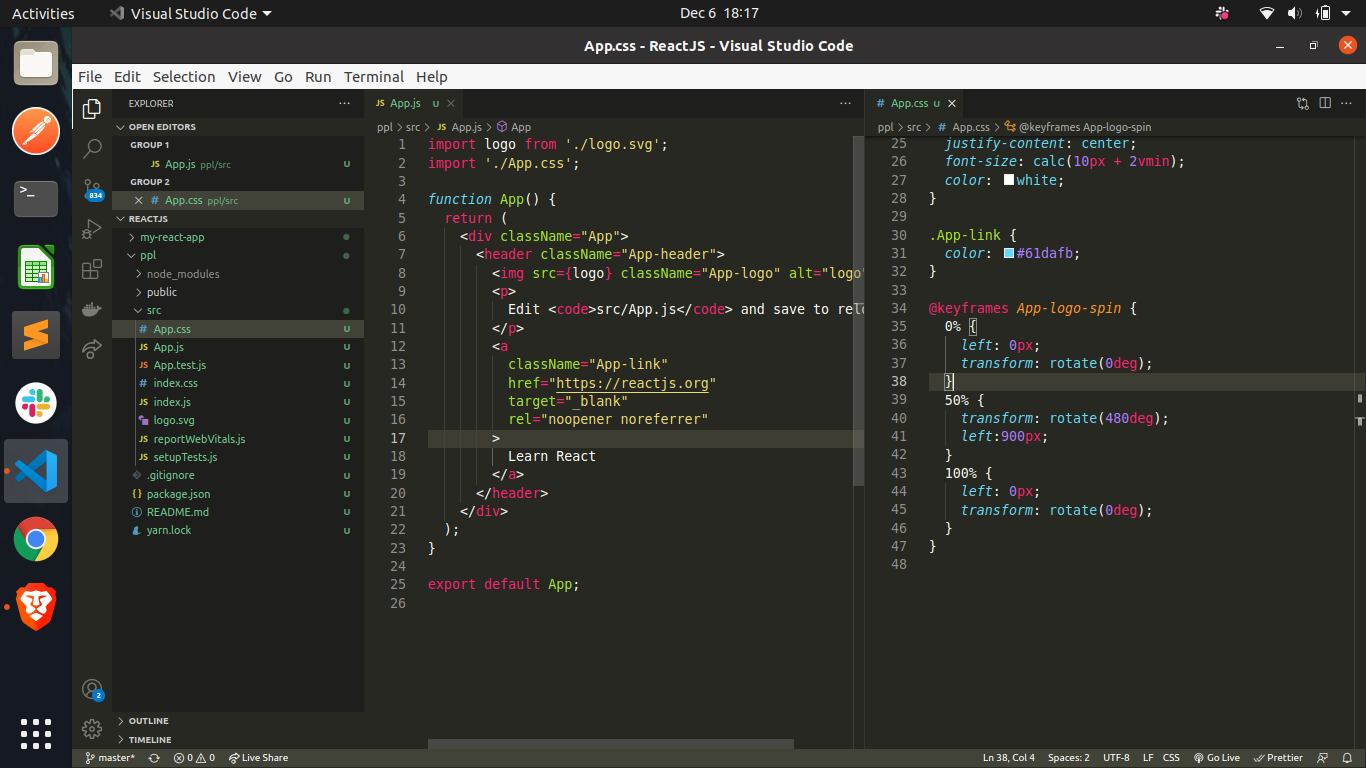 Activities Visual Studio Code Dec 6 18:17
App.css - ReactJS - Visual Studio Code
File Edit Selection View Go Run Terminal Help
EXPLORER
OPEN EDITORS
GROUP 1
JS App.js ppl/src U
GROUP 2
# App.css ppl/src U
REACTJS
my-react-app
ppl
node_modules
public
src
# App.css U
JS App.js U
JS App.test.js U
# index.css U
JS index.js U
logo.svg U
JS reportWebVitals.js U
JS setupTests.js U
.gitignore U
{} package.json U
README.md U
yarn.lock U
OUTLINE
TIMELINE
834
2
JS App.js U
ppl > src > JS App.js > App
1 import logo from './logo.svg';
2 import './App.css';
3
4 function App() {
5 return (
6 <div className="App">
7 <header className="App-header">
8 <img src={logo} className="App-logo" alt="logo"
9 <p>
10 Edit <code>src/App.js</code> and save to relo
11 </p>
12 <a
13 className="App-link"
14 href="https://reactjs.org"
15 target="_blank"
16 rel="noopener noreferrer"
17 >
18 Learn React
19 </a>
20 </header>
21 </div>
22 );
23 }
24
25 export default App;
26
# App.css U
ppl > src > # App.css > @keyframes App-logo-spin
25 justify-content: center;
26 font-size: calc(10px + 2vmin);
27 color: white;
28 }
29
30 .App-link {
31 color: #61dafb;
32 }
33
34 @keyframes App-logo-spin {
35 0% {
36 left: 0px;
37 transform: rotate(0deg);
38 }
39 50% {
40 transform: rotate(480deg);
41 left:900px;
42 }
43 100% {
44 left: 0px;
45 transform: rotate(0deg);
46 }
47 }
48
master* 0 0 Live Share Ln 38, Col 4 Spaces: 2 UTF-8 LF CSS Go Live Prettier